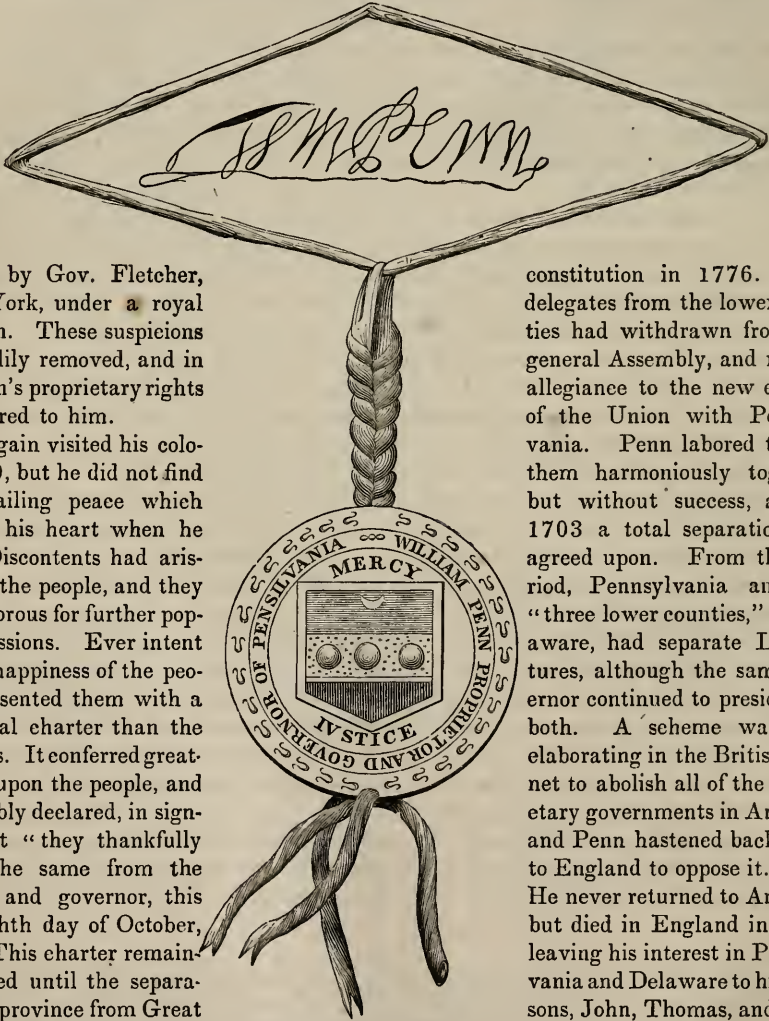 Wm Penn
by Gov. Fletcher,
York, under a royal
n. These suspicions
dily removed, and in
n's proprietary rights
red to him.
gain visited his colo-
, but he did not find
ailing peace which
his heart when he
Discontents had aris-
the people, and they
orous for further pop-
ssions. Ever intent
happiness of the peo-
sented them with a
al charter than the
s. It conferred great-
upon the people, and
bly declared, in sign-
t "they thankfully
he same from the
and governor, this
hth day of October,
This charter remain-
ed until the separa-
province from Great
WILLIAM PENN PROPRIETOR AND GOVERNOR OF PENSILVANIA
MERCY
IVSTICE
constitution in 1776.
delegates from the lower
ties had withdrawn fro
general Assembly, and r
allegiance to the new e
of the Union with Pe
vania. Penn labored t
them harmoniously tog
but without success, a
1703 a total separatio
agreed upon. From th
riod, Pennsylvania an
"three lower counties,"
aware, had separate L
tures, although the sam
ernor continued to presid
both. A scheme wa
elaborating in the British
net to abolish all of the
etary governments in Am
and Penn hastened back
to England to oppose it.
He never returned to Am
but died in England in
leaving his interest in P
vania and Delaware to h
sons, John, Thomas, and